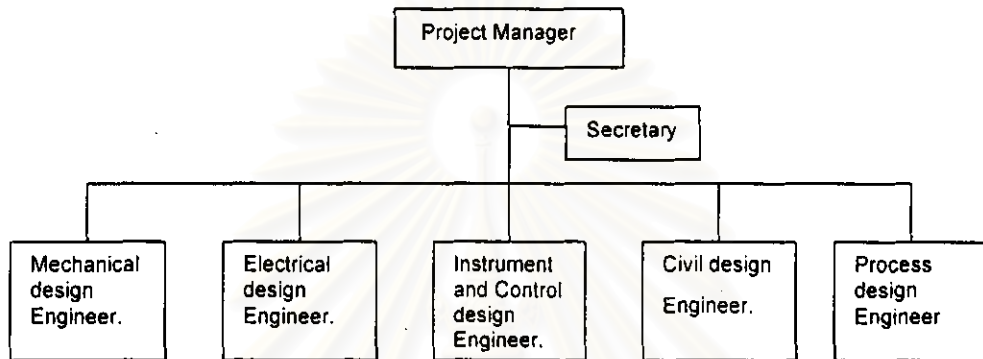 Project Manager
Secretary
Mechanical
design
Engineer.
Electrical
design
Engineer.
Instrument
and Control
design
Engineer.
Civil design
Engineer.
Process
design
Engineer